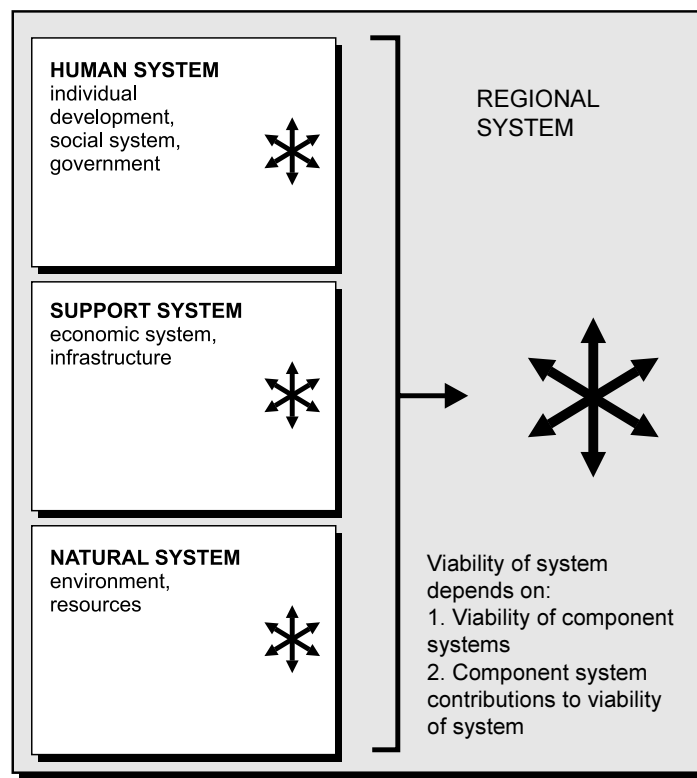 HUMAN SYSTEM
individual
development,
social system,
government
SUPPORT SYSTEM
economic system,
infrastructure
NATURAL SYSTEM
environment,
resources
REGIONAL
SYSTEM
Viability of system
depends on:
1. Viability of component
systems
2. Component system
contributions to viability
of system